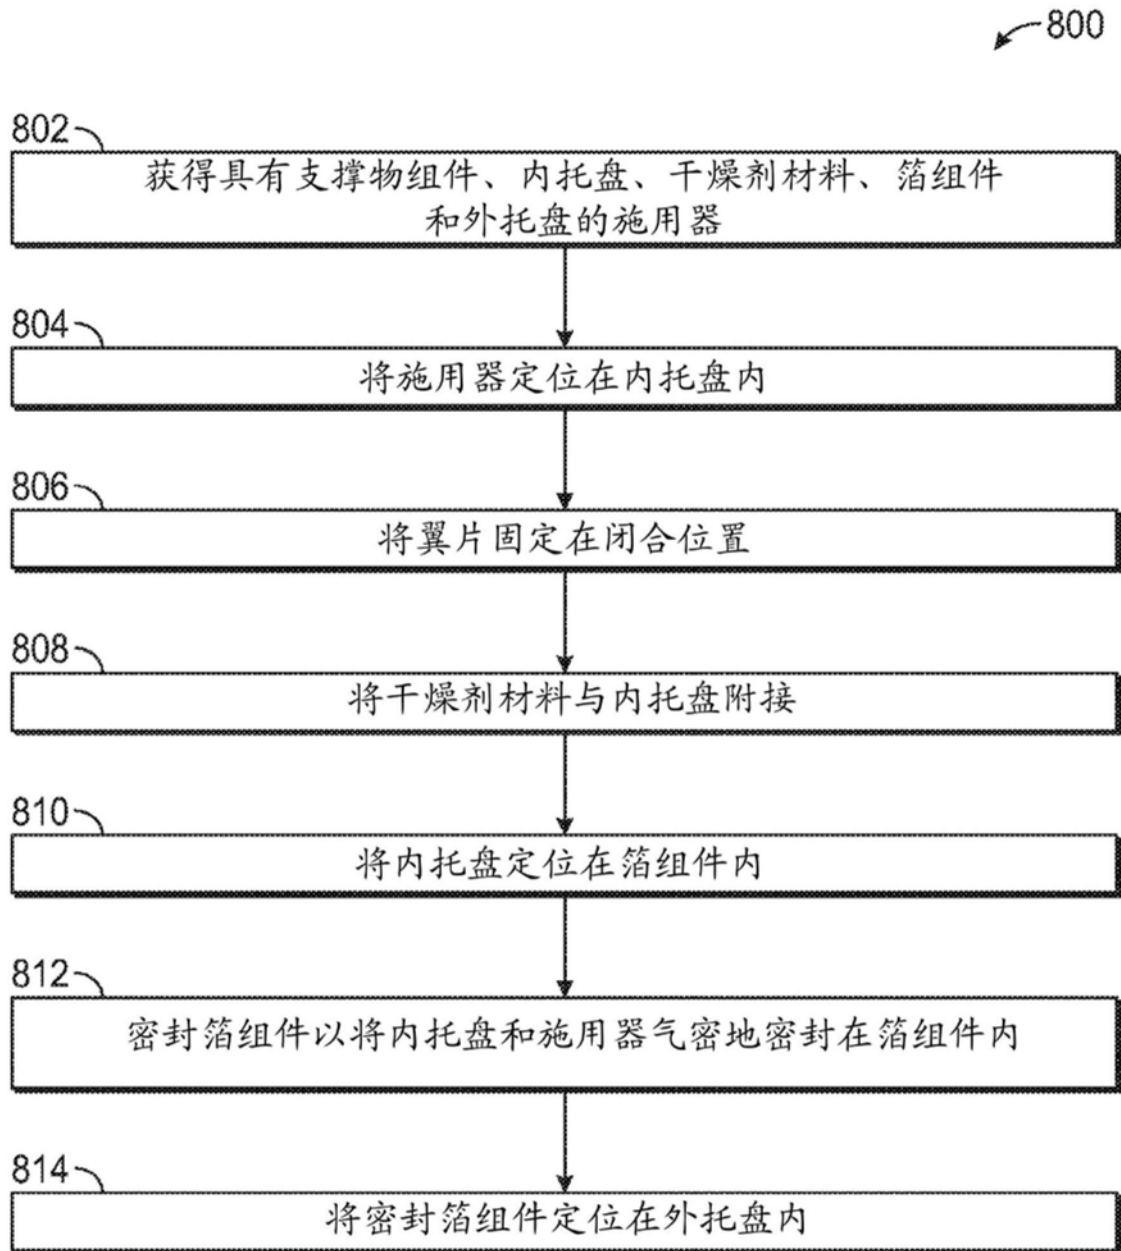 800
802
获得具有支撑物组件、内托盘、干燥剂材料、箔组件
和外托盘的施用器
804
将施用器定位在内托盘内
806
将翼片固定在闭合位置
808
将干燥剂材料与内托盘附接
810
将内托盘定位在箔组件内
812
密封箔组件以将内托盘和施用器气密地密封在箔组件内
814
将密封箔组件定位在外托盘内